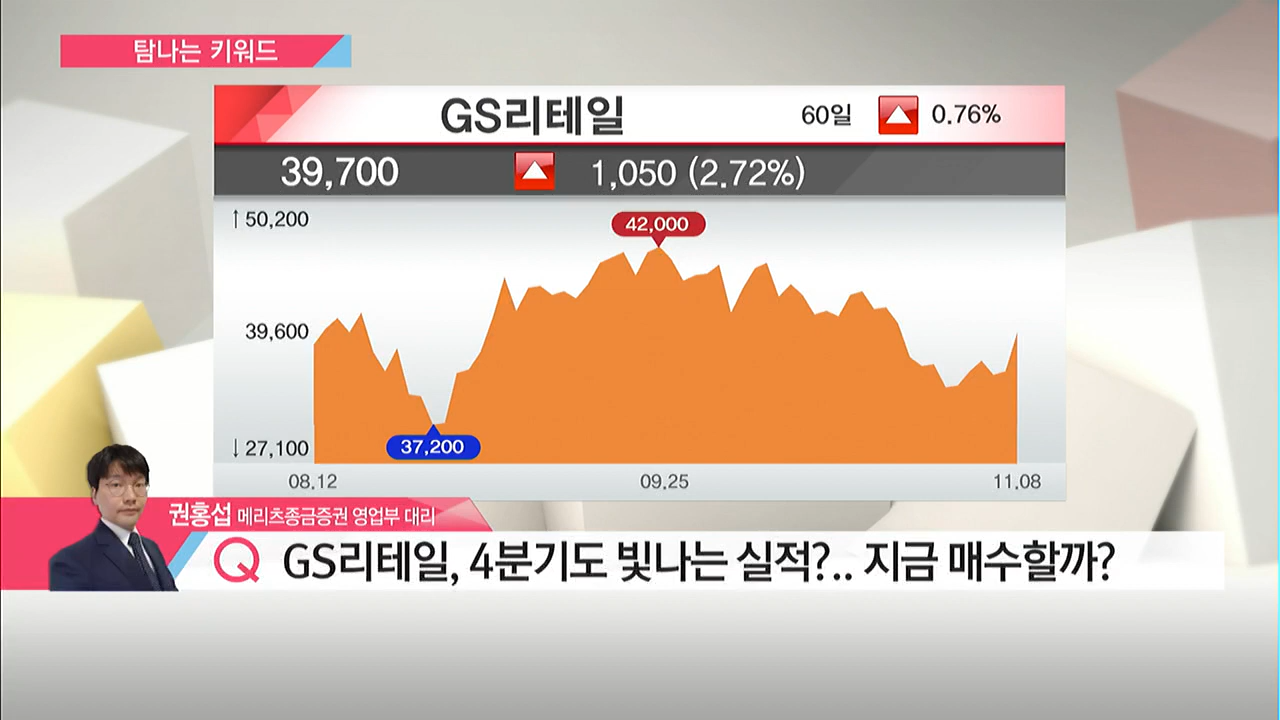 탐나는 키워드
GS리테일 60일 ▲ 0.76%
39,700 ▲ 1,050 (2.72%)
↑50,200
42,000
39,600
37,200
↓27,100
08.12 09.25 11.08
권홍섭 메리츠종금증권 영업부 대리
Q GS리테일, 4분기도 빛나는 실적?.. 지금 매수할까?